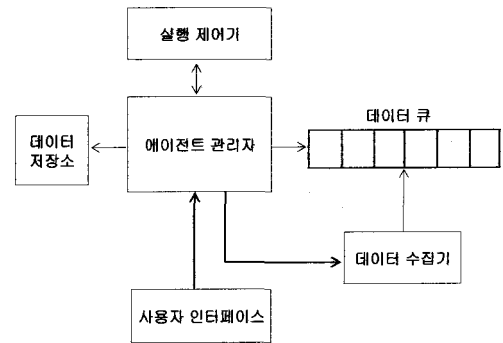 실행 제어기
데이터 큐
데이터
저장소
에이전트 관리자
데이터 수집기
사용자 인터페이스